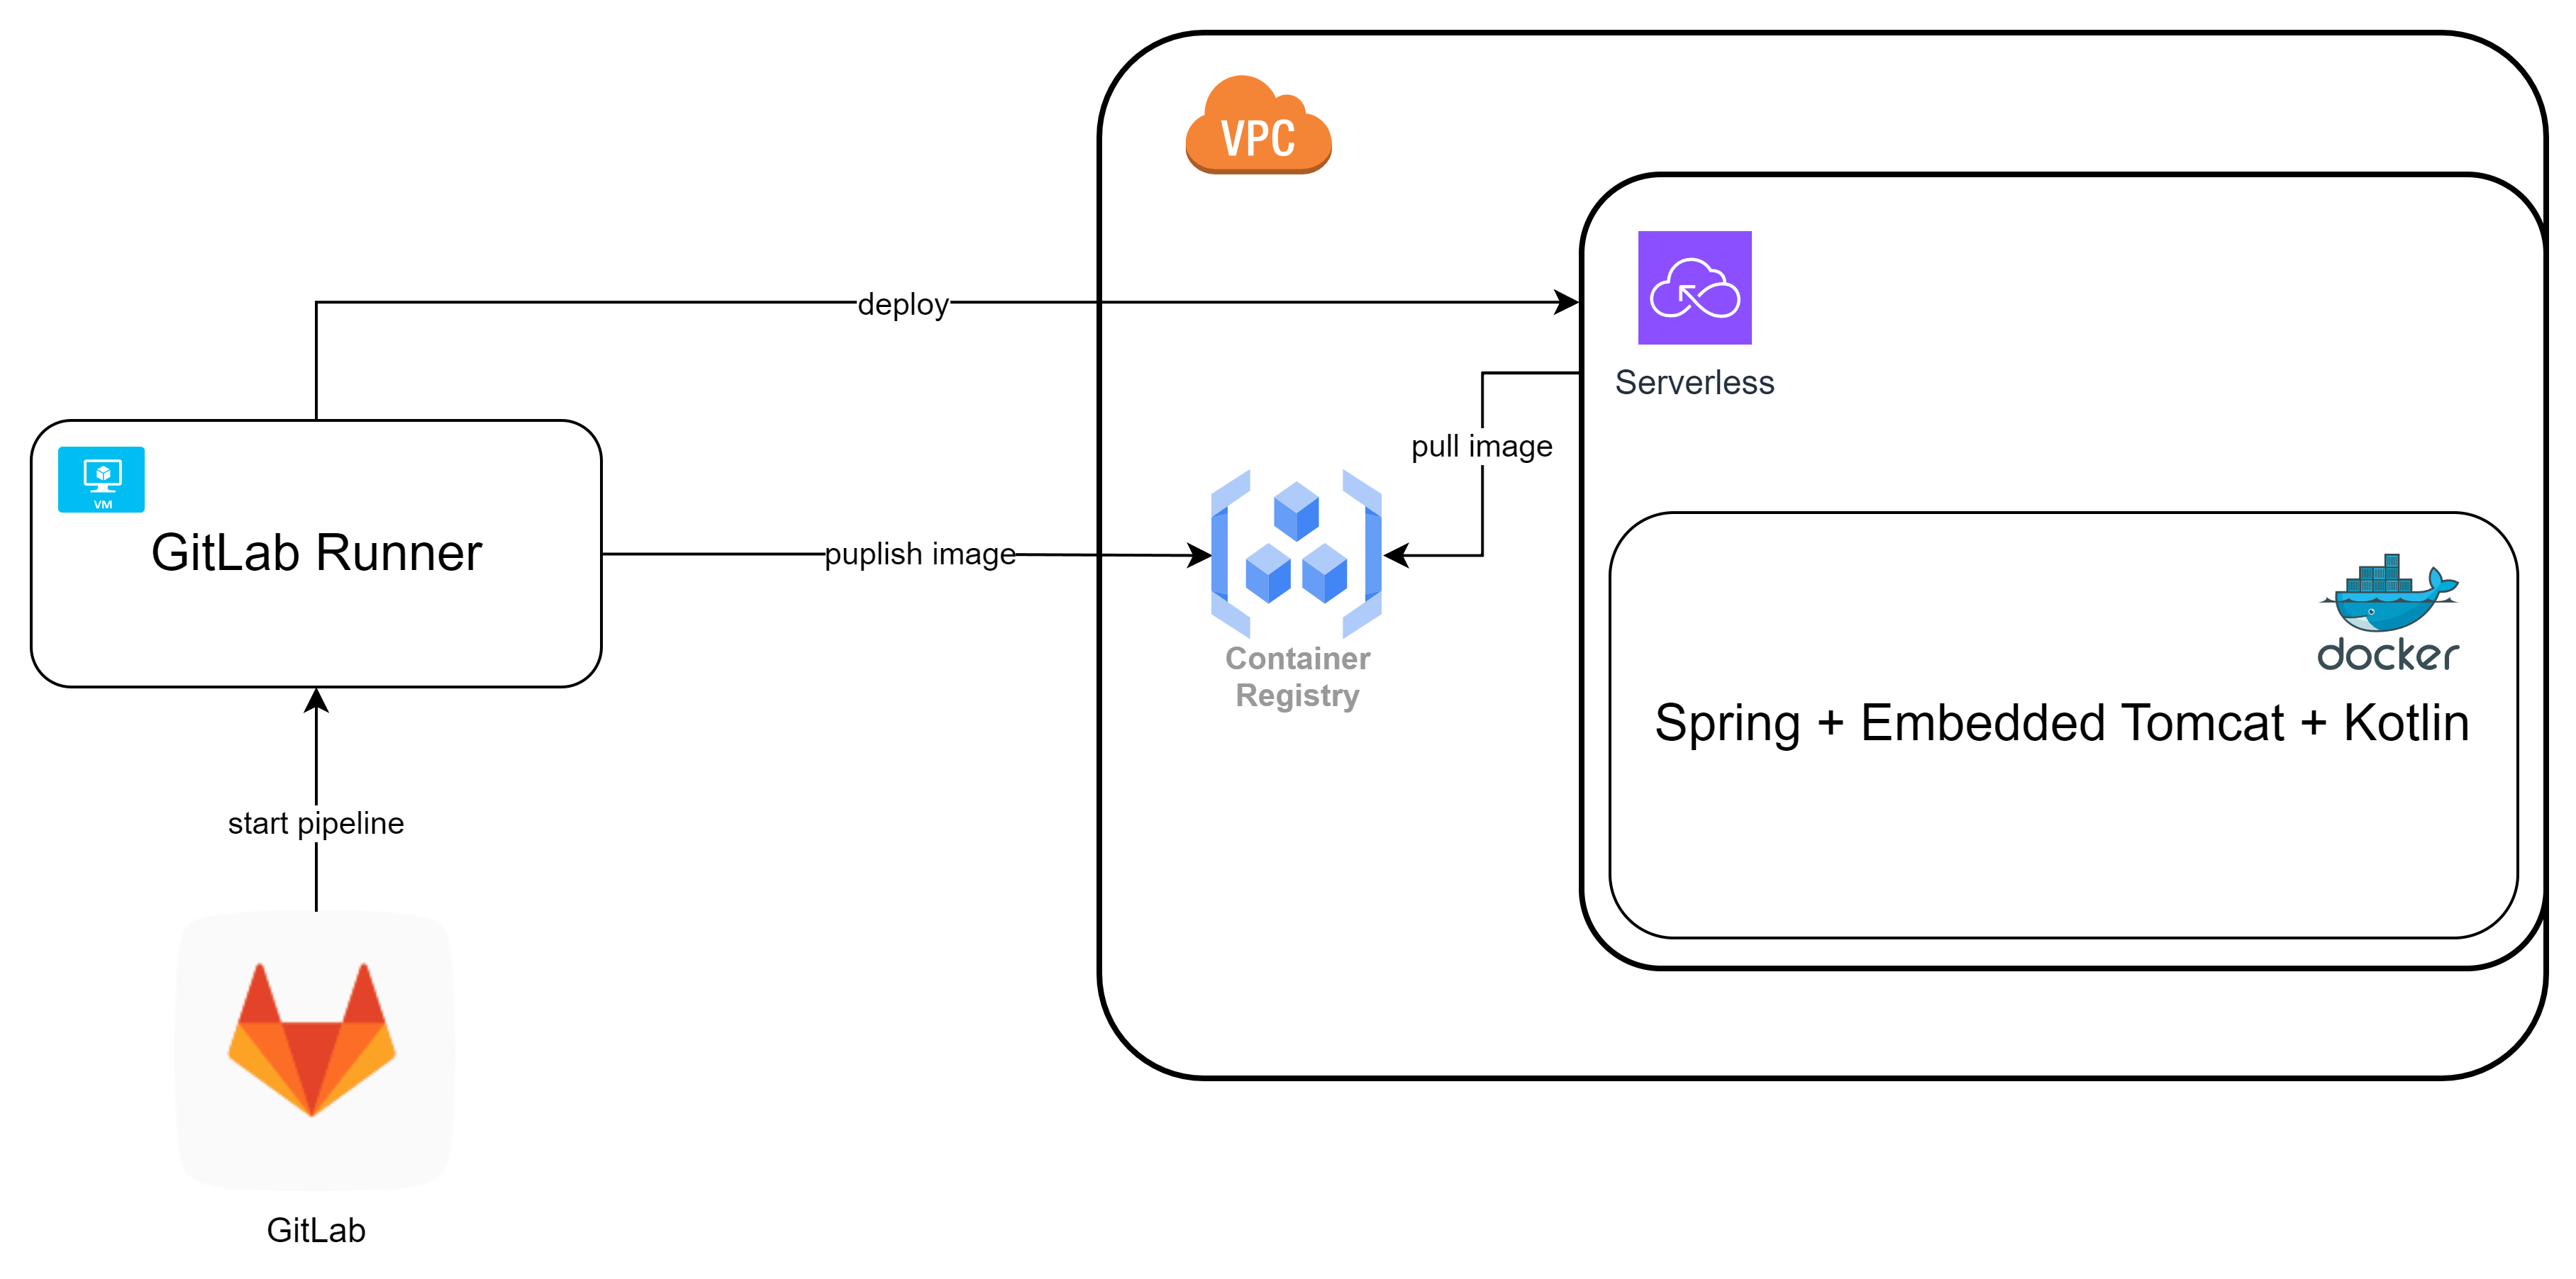 VPC
deploy
Serverless
pull image
VM
GitLab Runner
puplish image
docker
Container
Registry
Spring + Embedded Tomcat + Kotlin
start pipeline
GitLab